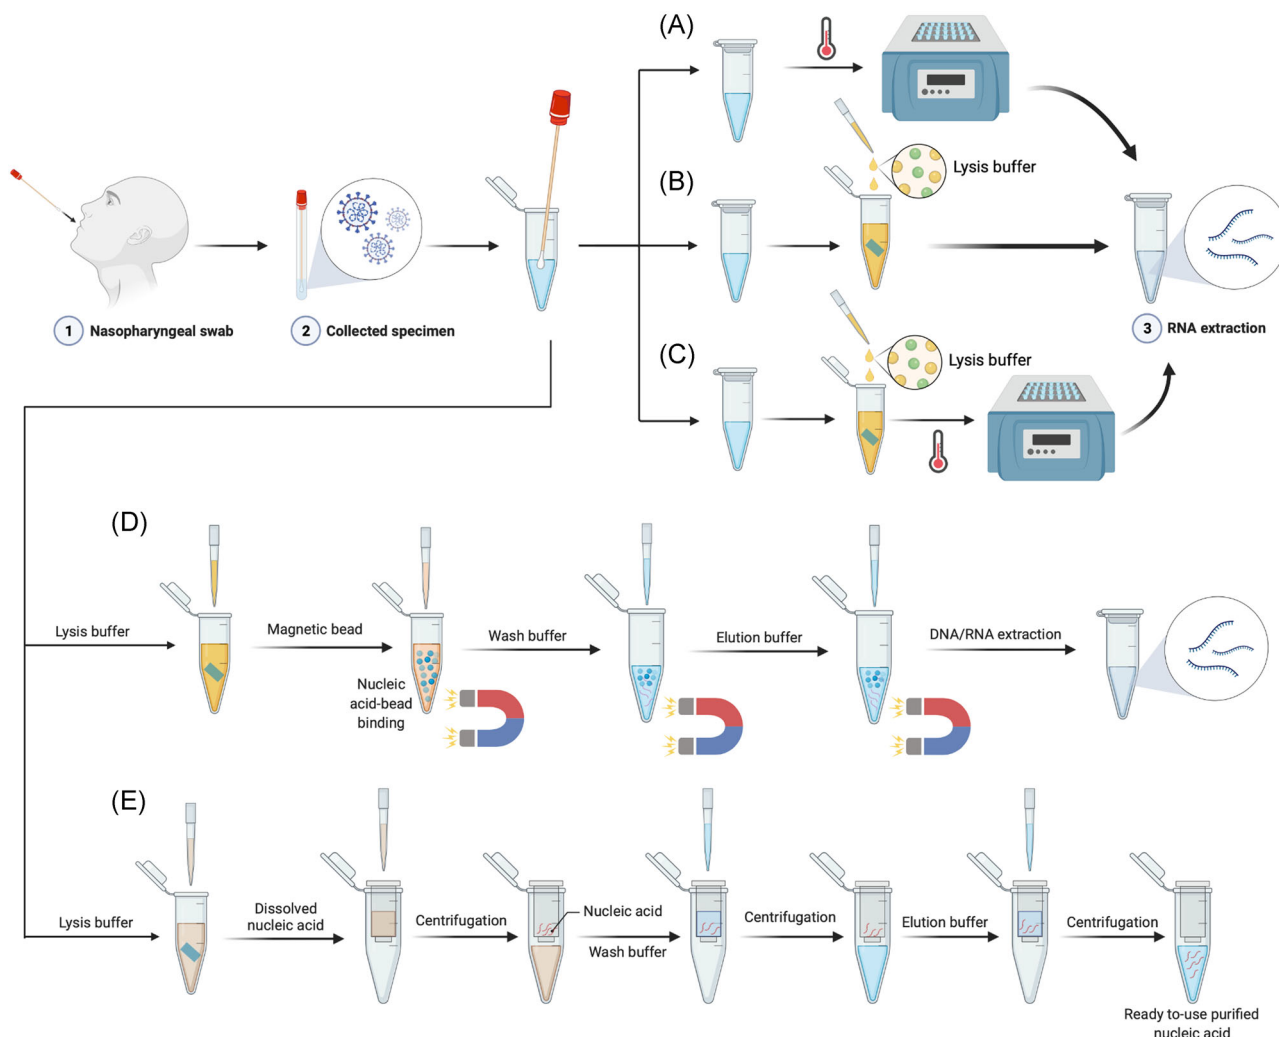 (A)
Lysis buffer
(B)
1 Nasopharyngeal swab
2 Collected specimen
3 RNA extraction
(C)
Lysis buffer
(D)
Lysis buffer
Magnetic bead
Nucleic
acid-bead
binding
Wash buffer
Elution buffer
DNA/RNA extraction
(E)
Lysis buffer
Dissolved
nucleic acid
Centrifugation
Nucleic acid
Wash buffer
Centrifugation
Elution buffer
Centrifugation
Ready to-use purified
nucleic acid